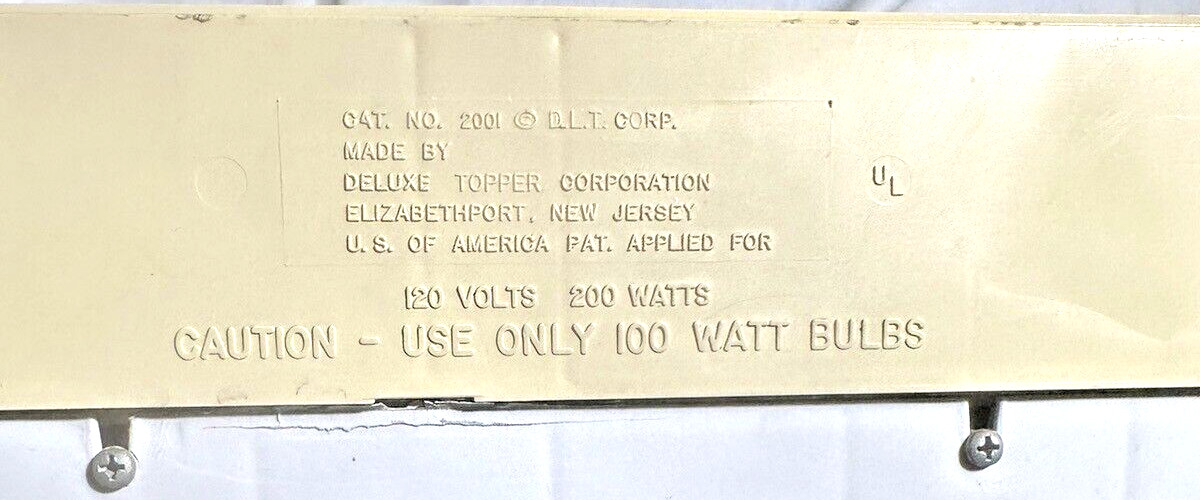 CAT. NO. 2001 © D.L.T. CORP.
MADE BY
DELUXE TOPPER CORPORATION
ELIZABETHPORT, NEW JERSEY
U.S. OF AMERICA PAT. APPLIED FOR
UL
120 VOLTS 200 WATTS
CAUTION - USE ONLY 100 WATT BULBS